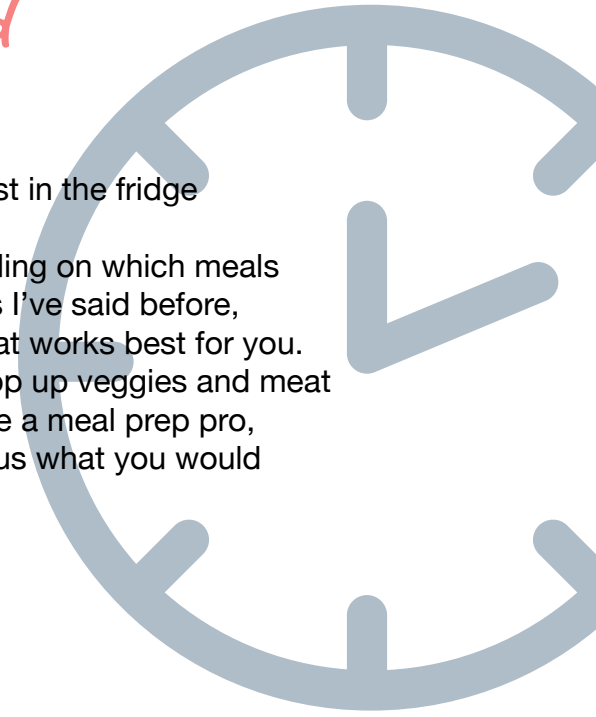 st in the fridge
ling on which meals
s I've said before,
at works best for you.
op up veggies and meat
e a meal prep pro,
us what you would